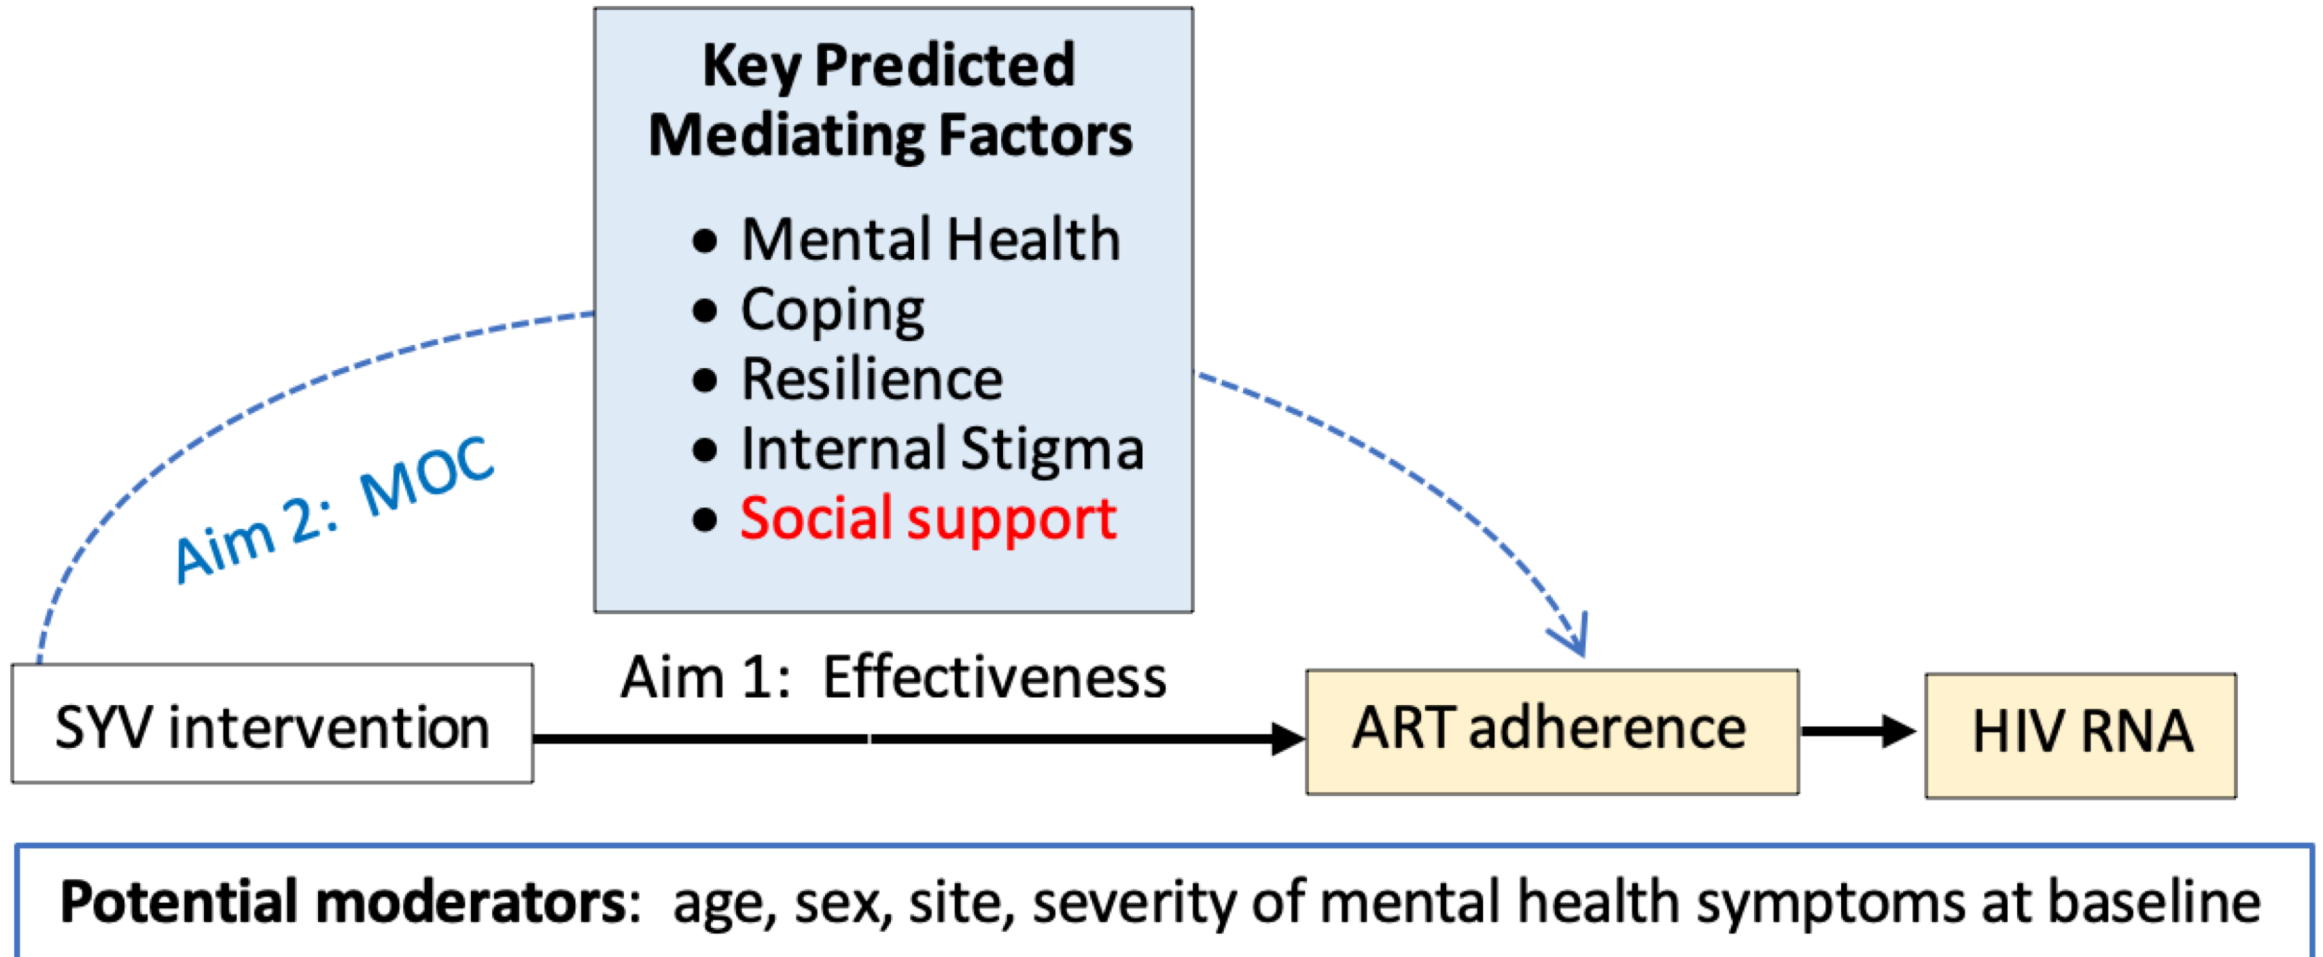 Key Predicted
Mediating Factors
● Mental Health
● Coping
● Resilience
● Internal Stigma
● Social support
Aim 2: MOC
Aim 1: Effectiveness
SYV intervention
ART adherence
HIV RNA
Potential moderators: age, sex, site, severity of mental health symptoms at baseline